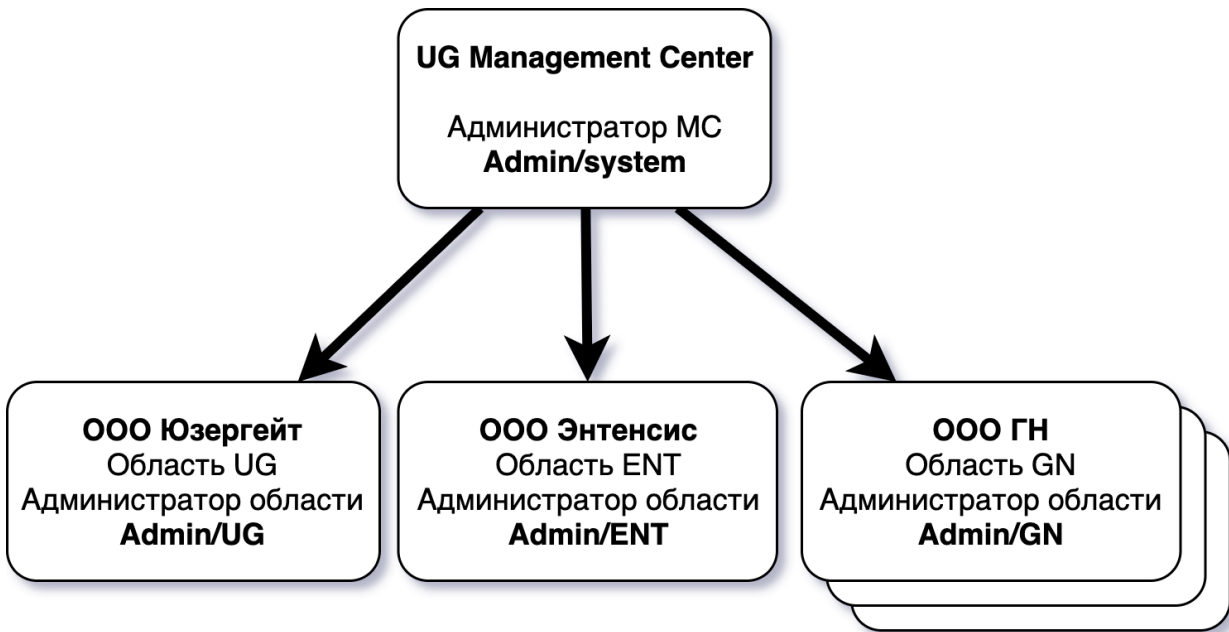 UG Management Center
Администратор МС
Admin/system
ООО Юзергейт
Область UG
Администратор области
Admin/UG
ООО Энтенсис
Область ENT
Администратор области
Admin/ENT
ООО ГН
Область GN
Администратор области
Admin/GN